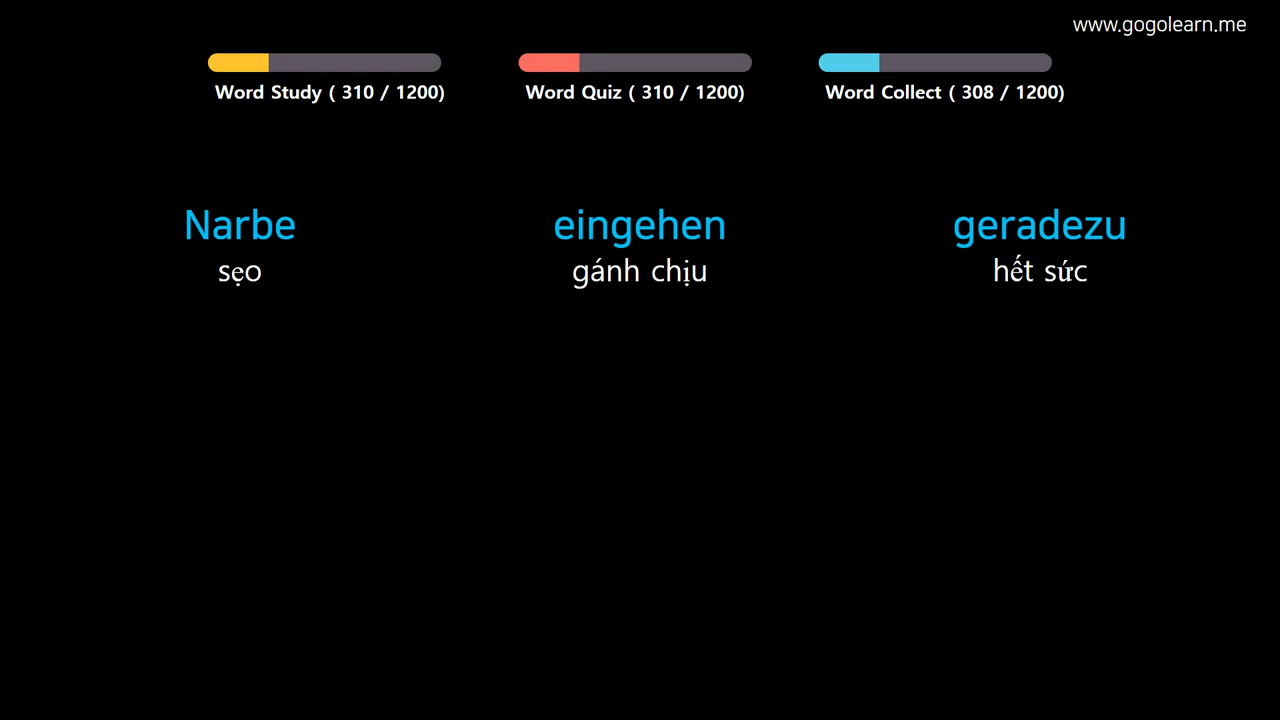 www.gogolearn.me
Word Study ( 310 / 1200)
Word Quiz ( 310 / 1200)
Word Collect ( 308 / 1200)
Narbe
sẹo
eingehen
gánh chịu
geradezu
hết sức